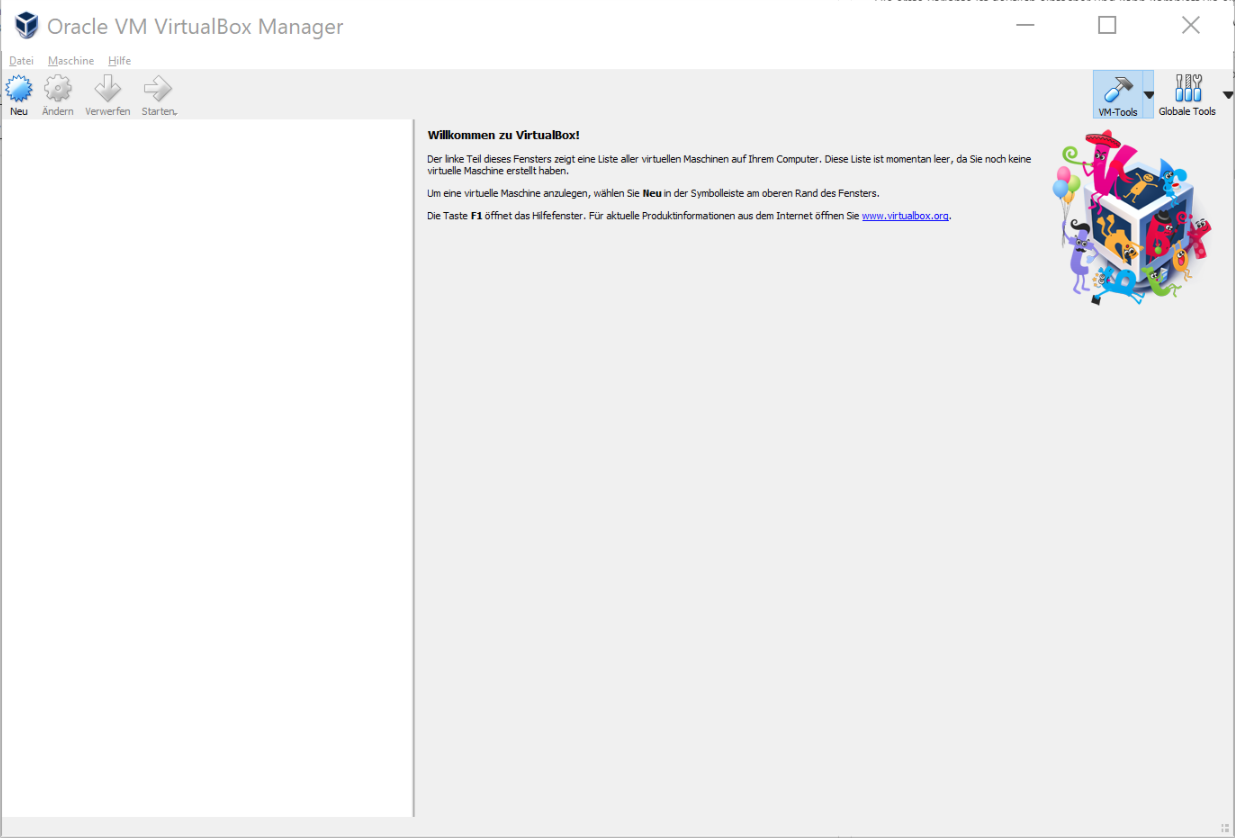 Oracle VM VirtualBox Manager
Datei Maschine Hilfe
Neu Ändern Verwerfen Starten
VM-Tools Globale Tools
Willkommen zu VirtualBox!
Der linke Teil dieses Fensters zeigt eine Liste aller virtuellen Maschinen auf Ihrem Computer. Diese Liste ist momentan leer, da Sie noch keine
virtuelle Maschine erstellt haben.
Um eine virtuelle Maschine anzulegen, wählen Sie Neu in der Symbolleiste am oberen Rand des Fensters.
Die Taste F1 öffnet das Hilfefenster. Für aktuelle Produktinformationen aus dem Internet öffnen Sie www.virtualbox.org.